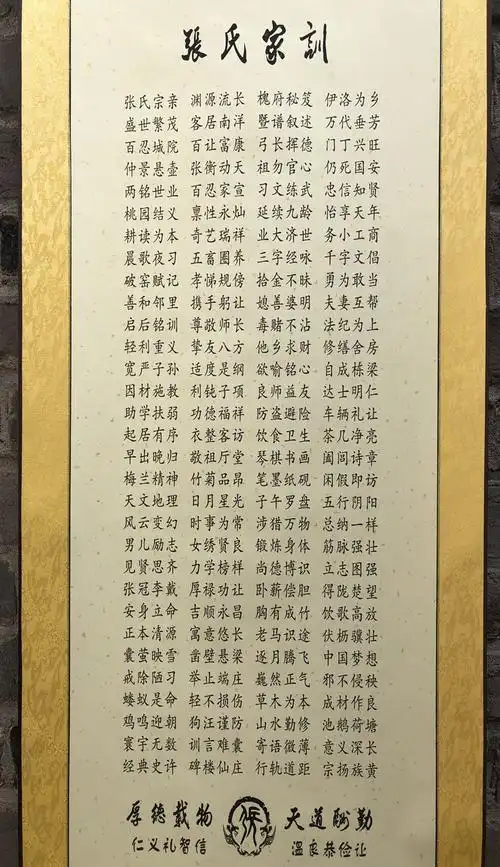 張氏家訓
张氏宗亲 渊源流长 槐府秘笈 伊洛为乡
盛世繁茂 客居南洋 暨谱叙述 万代垂芳
百忍城院 百让富康 弓长挥德 门丁兴旺
仲景悬壶 张衡动天 祖勿官心 仍死国安
两铭世业 百忍家宣 习文练武 忠信知贤
桃园结义 禀性永灿 延续九龄 怡享天年
耕读为本 奇艺瑞祥 业大济世 务小工商
晨歌夜习 五畜圈养 三字经咏 千字文倡
破窑赋记 孝悌规傍 拾金不昧 勇为敢当
善和邻里 携手躬让 媳善婆明 夫妻互帮
启后铭训 尊敬师长 毒赌不沾 法纪为上
轻利重义 挚友八方 他乡求财 修缮舍房
宽严子孙 适度是纲 欲喻铭心 自成栋梁
因材施教 利钝子项 良师益友 达士明仁
助学扶弱 功德福祥 防盗避险 车辆礼让
起居有序 衣整客访 饮食卫生 茶几净亮
早出晚归 敬祖厅堂 琴棋书画 阖闾诗章
梅兰精神 竹菊品昂 笔墨纸砚 闲假即访
天文地理 日月星光 子午罗盘 五行阴阳
风云变幻 时事为常 涉猎万物 总纳一样
男儿励志 女绣贤良 锻炼身体 筋脉强壮
见贤思齐 力学榜样 尚德博识 立志图强
张冠李戴 厚禄功让 卧薪偿胆 得陇楚望
安身立命 吉顺永昌 胸有成竹 饮歌高放
正本清源 寓意悠长 老马识途 伏枥骥壮
囊萤映雪 凿壁悬梁 逐月腾飞 中国梦想
戒除陋习 举止端庄 巍然正气 邪不侵秧
蝼蚁是命 轻不损伤 草木为本 成材作良
鸡鸣迎朝 狗汪谨防 山水勤修 池鹅荷塘
寰宇无数 训言难囊 寄语微薄 意义深长
经典史诗 碑楼仙庄 行轨道距 宗扬族黄
厚德载物 天道酬勤
仁义礼智信 温良恭俭让